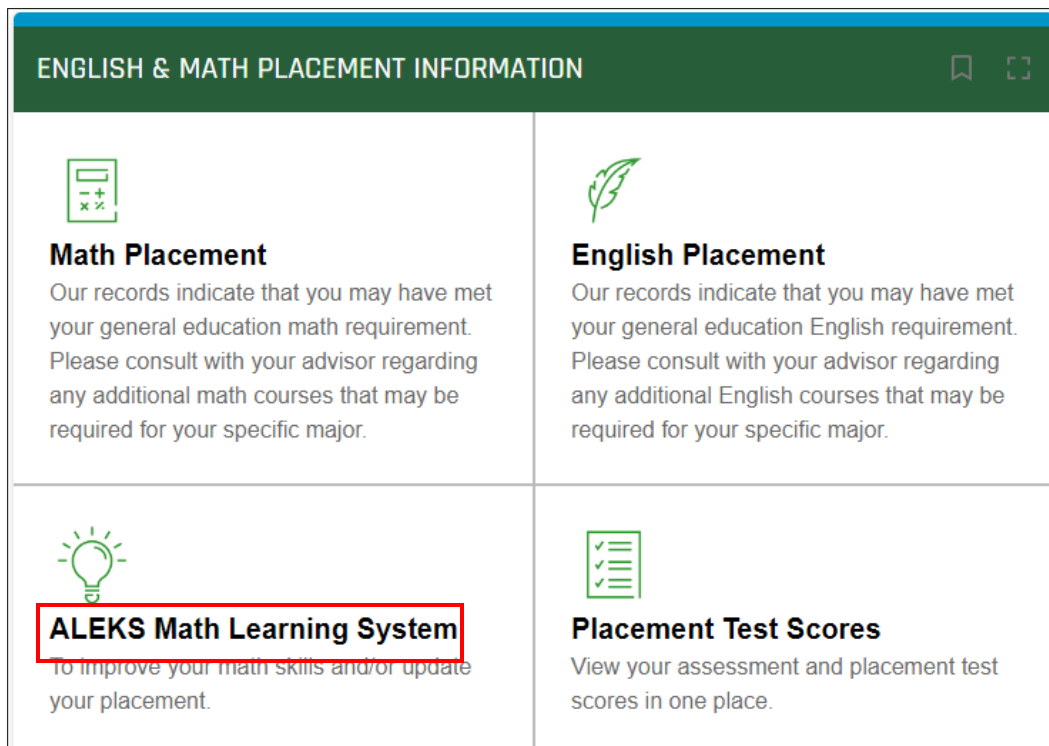 ENGLISH & MATH PLACEMENT INFORMATION
Math Placement
Our records indicate that you may have met
your general education math requirement.
Please consult with your advisor regarding
any additional math courses that may be
required for your specific major.
English Placement
Our records indicate that you may have met
your general education English requirement.
Please consult with your advisor regarding
any additional English courses that may be
required for your specific major.
ALEKS Math Learning System
To improve your math skills and/or update
your placement.
Placement Test Scores
View your assessment and placement test
scores in one place.